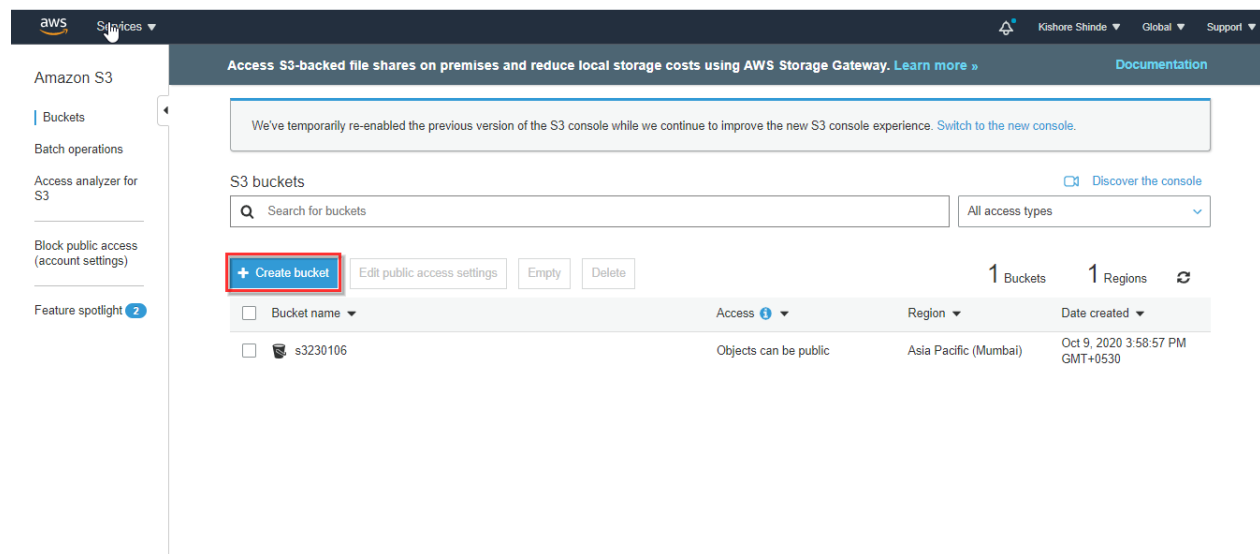 aws Services Kishore Shinde Global Support
Amazon S3
Buckets
Batch operations
Access analyzer for
S3
Block public access
(account settings)
Feature spotlight 2
Access S3-backed file shares on premises and reduce local storage costs using AWS Storage Gateway. Learn more » Documentation
We've temporarily re-enabled the previous version of the S3 console while we continue to improve the new S3 console experience. Switch to the new console.
S3 buckets Discover the console
Search for buckets All access types
+ Create bucket Edit public access settings Empty Delete 1 Buckets 1 Regions
Bucket name Access Region Date created
s3230106 Objects can be public Asia Pacific (Mumbai) Oct 9, 2020 3:58:57 PM
GMT+0530